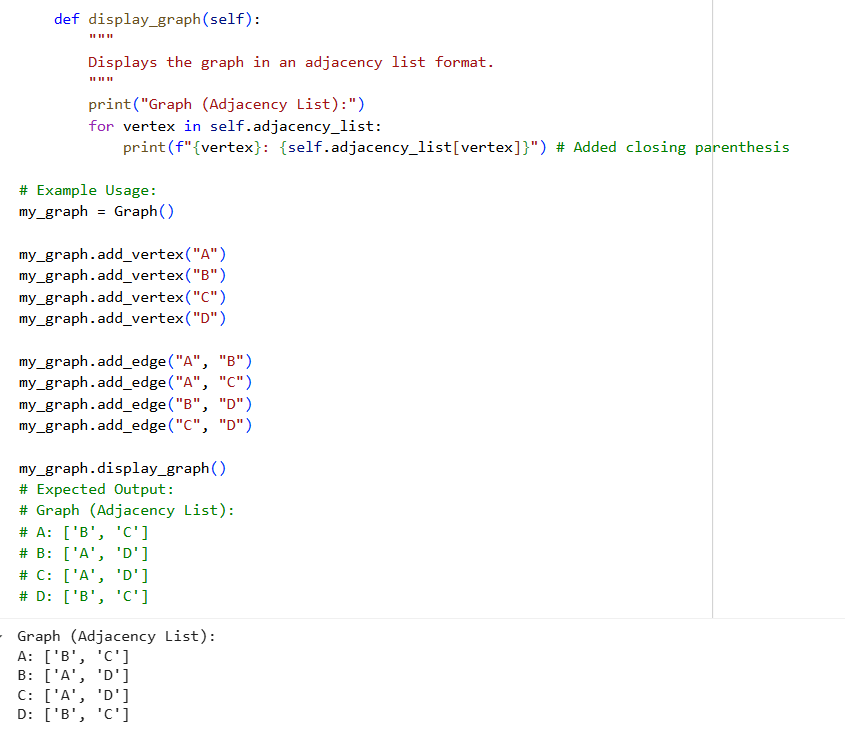 def display_graph(self):
        """
        Displays the graph in an adjacency list format.
        """
        print("Graph (Adjacency List):")
        for vertex in self.adjacency_list:
            print(f"{vertex}: {self.adjacency_list[vertex]}") # Added closing parenthesis

# Example Usage:
my_graph = Graph()

my_graph.add_vertex("A")
my_graph.add_vertex("B")
my_graph.add_vertex("C")
my_graph.add_vertex("D")

my_graph.add_edge("A", "B")
my_graph.add_edge("A", "C")
my_graph.add_edge("B", "D")
my_graph.add_edge("C", "D")

my_graph.display_graph()
# Expected Output:
# Graph (Adjacency List):
# A: ['B', 'C']
# B: ['A', 'D']
# C: ['A', 'D']
# D: ['B', 'C']

Graph (Adjacency List):
A: ['B', 'C']
B: ['A', 'D']
C: ['A', 'D']
D: ['B', 'C']